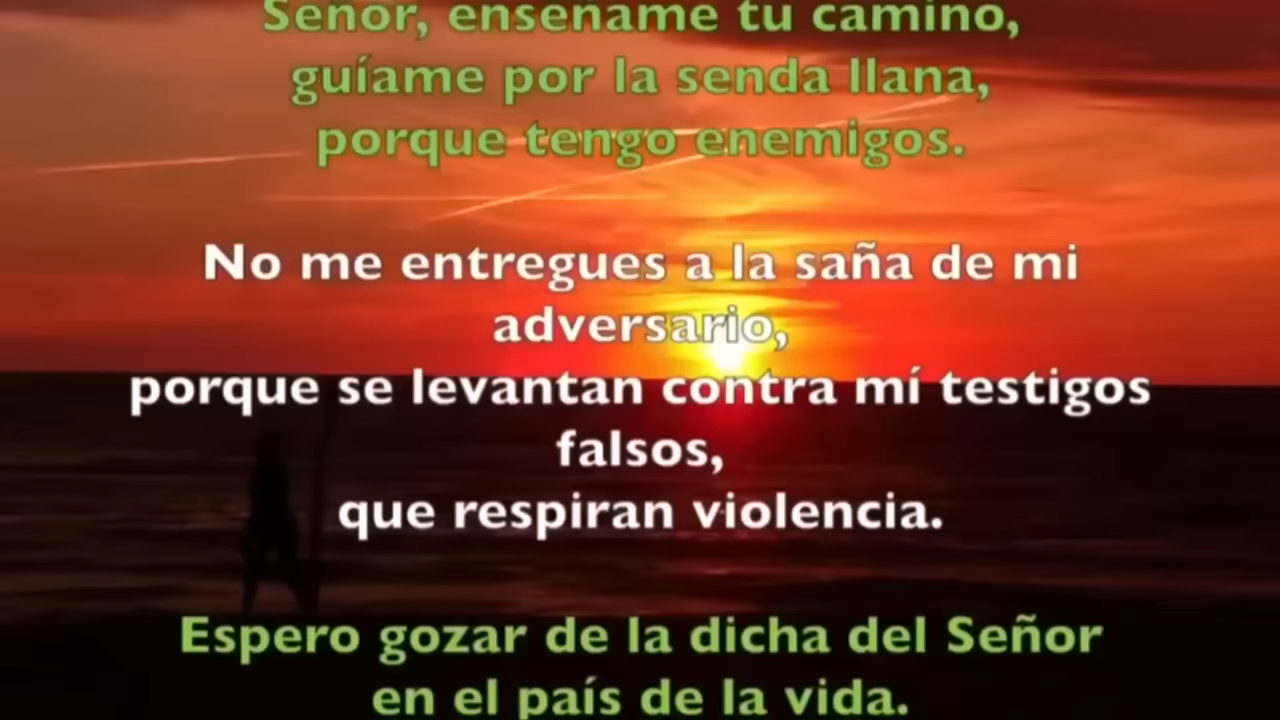 Señor, enseñame tu camino,
guíame por la senda llana,
porque tengo enemigos.
No me entregues a la saña de mi
adversario,
porque se levantan contra mí testigos
falsos,
que respiran violencia.
Espero gozar de la dicha del Señor
en el país de la vida.